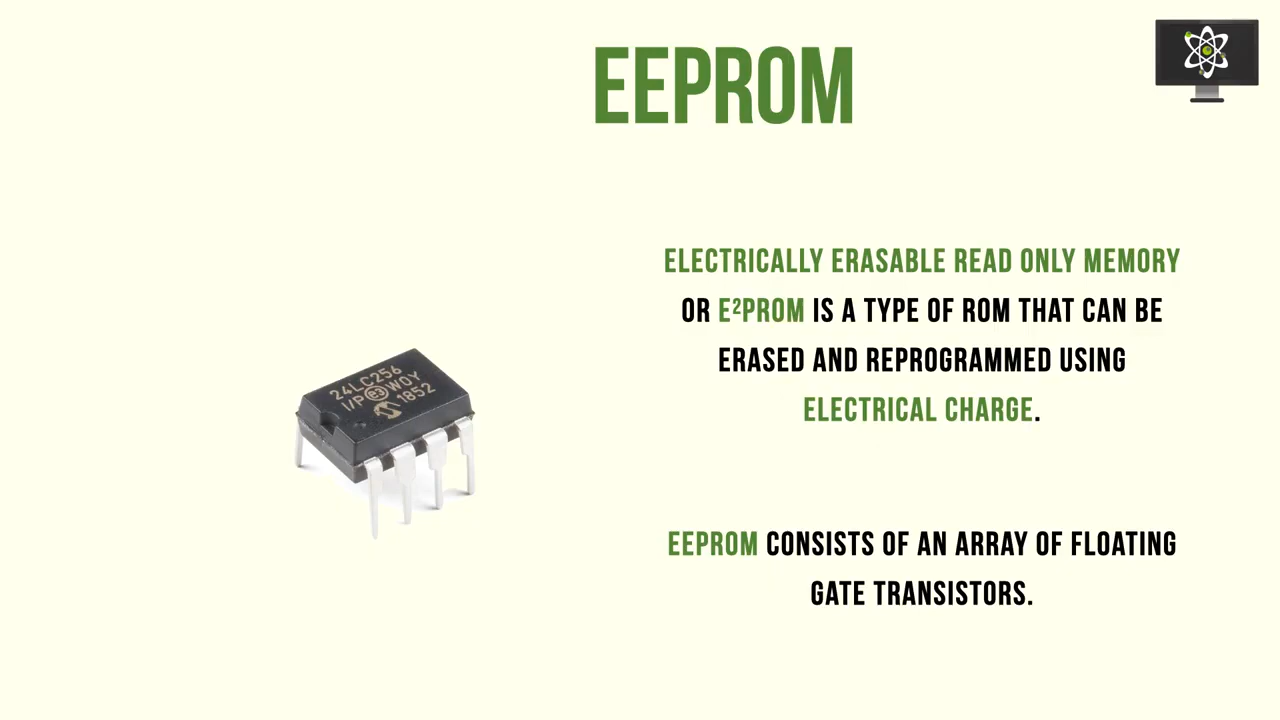 EEPROM
ELECTRICALLY ERASABLE READ ONLY MEMORY
OR E²PROM IS A TYPE OF ROM THAT CAN BE
ERASED AND REPROGRAMMED USING
ELECTRICAL CHARGE.
24LC256
I/P e3 W0Y
1852
EEPROM CONSISTS OF AN ARRAY OF FLOATING
GATE TRANSISTORS.